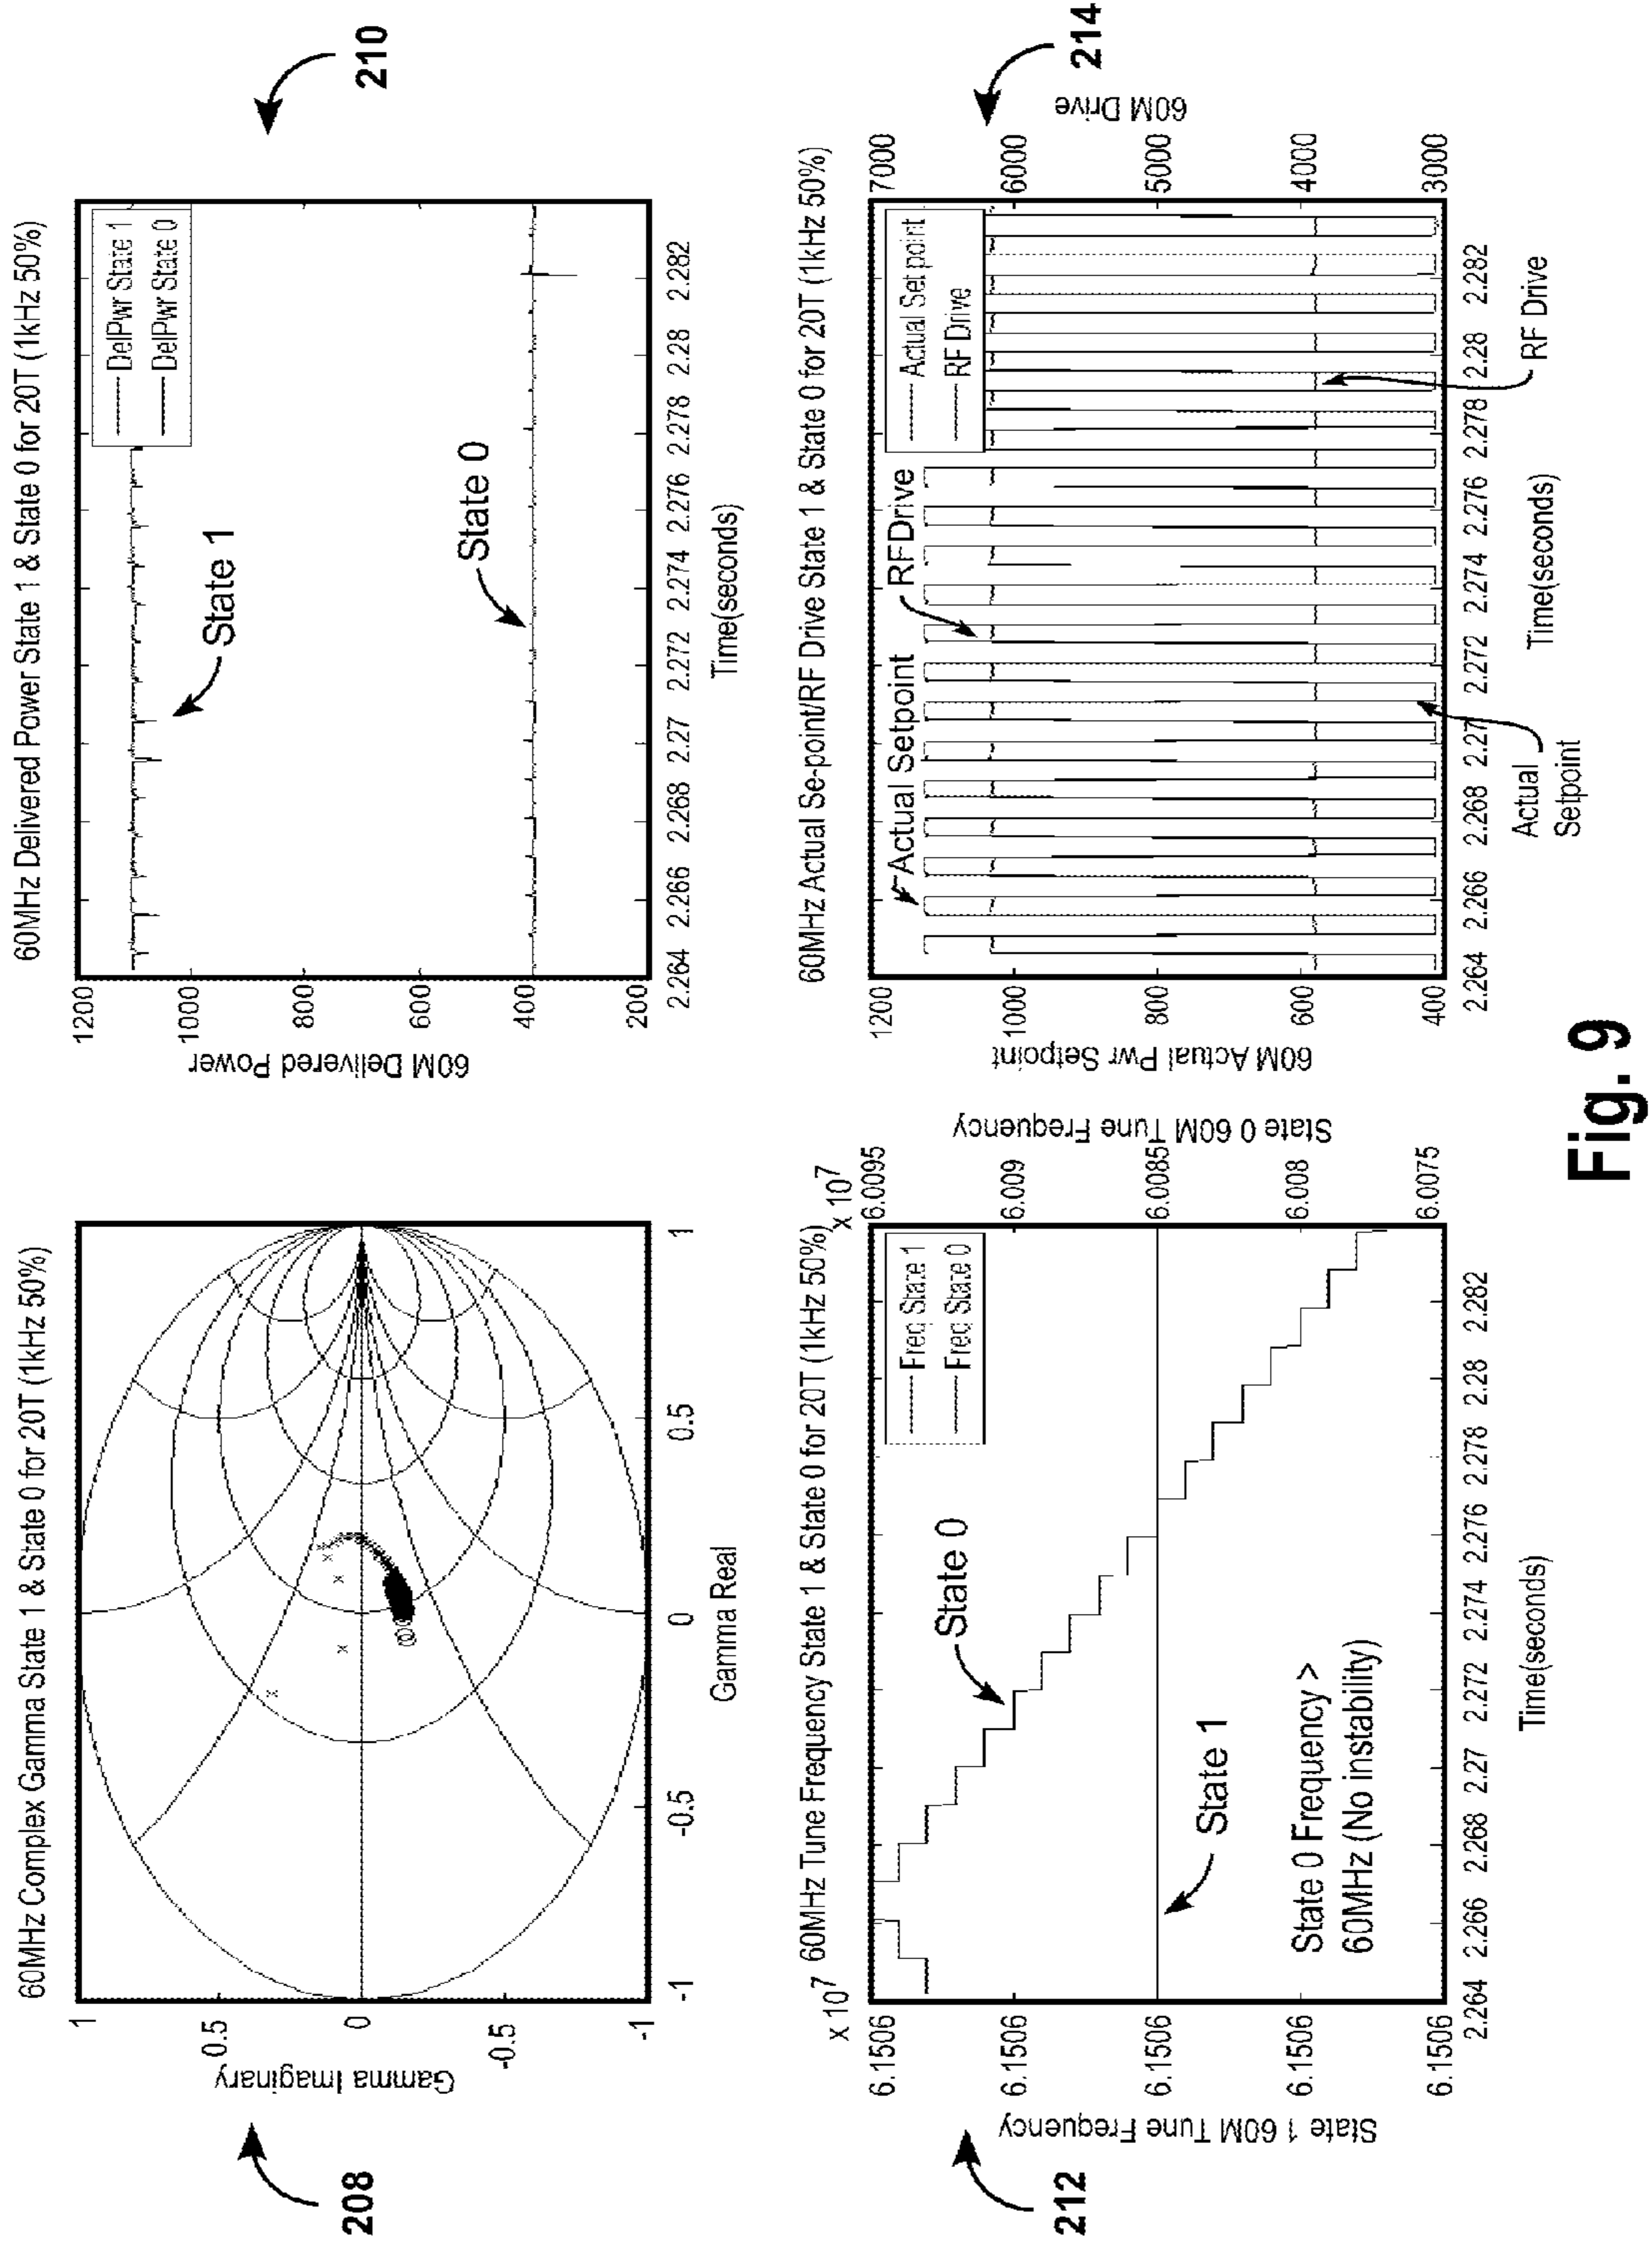 60MHz Complex Gamma State 1 & State 0 for 20T (1kHz 50%)
Gamma Imaginary
1
0.5
0
-0.5
-1
-1
-0.5
0
0.5
1
Gamma Real
208
60MHz Delivered Power State 1 & State 0 for 20T (1kHz 50%)
60M Delivered Power
1200
1000
800
600
400
200
DelPwr State 1
DelPwr State 0
State 1
State 0
2.264 2.266 2.268 2.27 2.272 2.274 2.276 2.278 2.28 2.282
Time(seconds)
210
60MHz Tune Frequency State 1 & State 0 for 20T (1kHz 50%)
x 10^7
x 10^7
State 1 60M Tune Frequency
6.1506
6.1506
6.1506
6.1506
6.1506
Freq State 1
Freq State 0
State 0
State 1
State 0 Frequency >
60MHz (No instability)
6.0095
6.009
6.0085
6.008
6.0075
State 0 60M Tune Frequency
2.264 2.266 2.268 2.27 2.272 2.274 2.276 2.278 2.28 2.282
Time(seconds)
212
60MHz Actual Se-point/RF Drive State 1 & State 0 for 20T (1kHz 50%)
60M Actual Pwr Setpoint
1200
1000
800
600
400
Actual Setpoint
RFDrive
Actual Set point
RF Drive
7000
6000
5000
4000
3000
60M Drive
2.264 2.266 2.268 2.27 2.272 2.274 2.276 2.278 2.28 2.282
Time(seconds)
Actual
Setpoint
RF Drive
214
Fig. 9